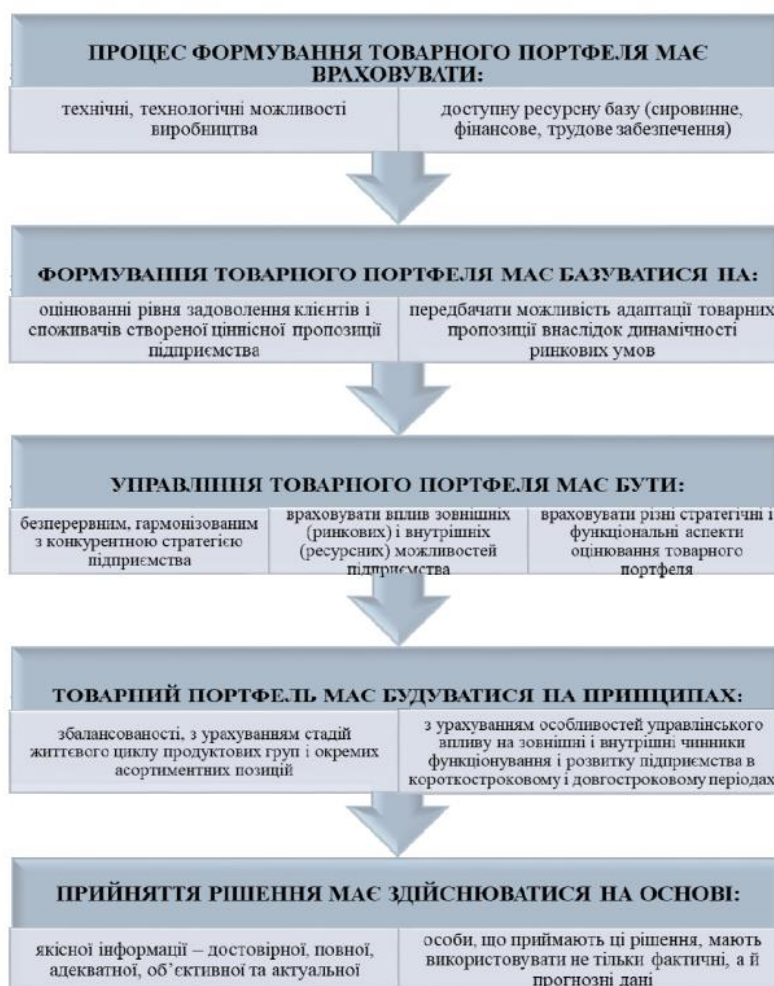 ПРОЦЕС ФОРМУВАННЯ ТОВАРНОГО ПОРТФЕЛЯ МАЄ
ВРАХОВУВАТИ:
технічні, технологічні можливості
виробництва
доступну ресурсну базу (сировинне,
фінансове, трудове забезпечення)
ФОРМУВАННЯ ТОВАРНОГО ПОРТФЕЛЯ МАЄ БАЗУВАТИСЯ НА:
оцінюванні рівня задоволення клієнтів і
споживачів створеної ціннісної пропозиції
підприємства
передбачати можливість адаптації товарних
пропозиції внаслідок динамічності
ринкових умов
УПРАВЛІННЯ ТОВАРНОГО ПОРТФЕЛЯ МАЄ БУТИ:
безперервним, гармонізованим
з конкурентною стратегією
підприємства
враховувати вплив зовнішніх
(ринкових) і внутрішніх
(ресурсних) можливостей
підприємства
враховувати різні стратегічні і
функціональні аспекти
оцінювання товарного
портфеля
ТОВАРНИЙ ПОРТФЕЛЬ МАЄ БУДУВАТИСЯ НА ПРИНЦИПАХ:
збалансованості, з урахуванням стадій
життєвого циклу продуктових груп і окремих
асортиментних позицій
з урахуванням особливостей управлінського
впливу на зовнішні і внутрішні чинники
функціонування і розвитку підприємства в
короткостроковому і довгостроковому періодах
ПРИЙНЯТТЯ РІШЕННЯ МАЄ ЗДІЙСНЮВАТИСЯ НА ОСНОВІ:
якісної інформації – достовірної, повної,
адекватної, об’єктивної та актуальної
особи, що приймають ці рішення, мають
використовувати не тільки фактичні, а й
прогнозні дані